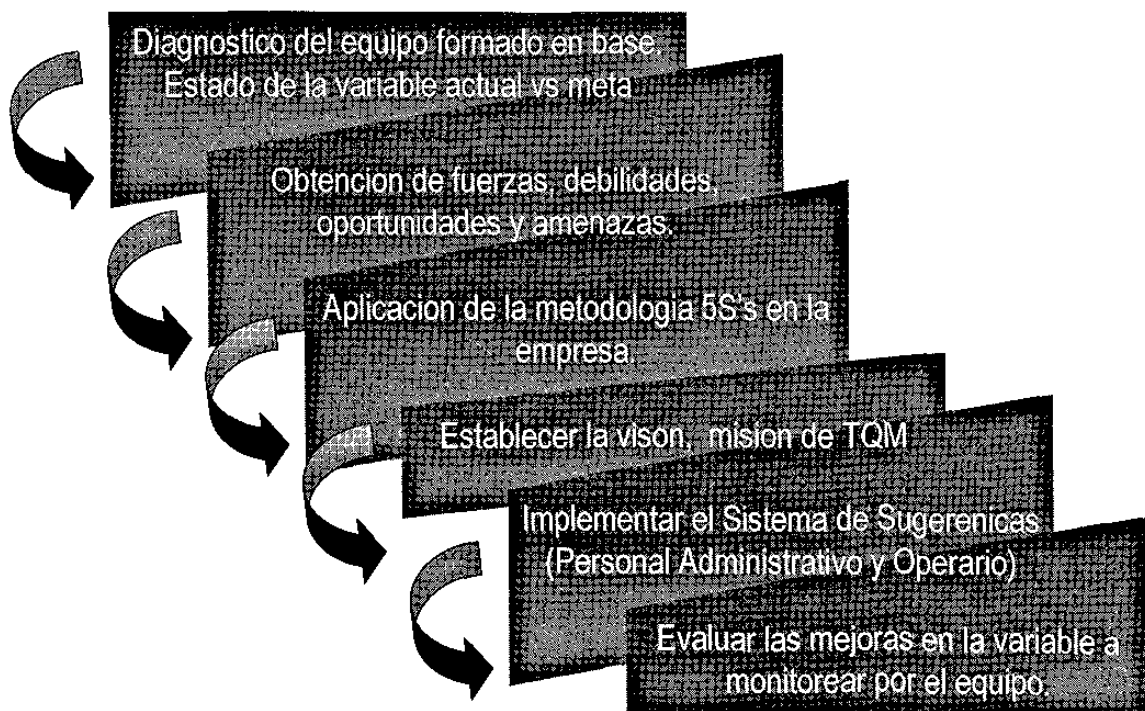 Diagnostico del equipo formado en base.
Estado de la variable actual vs meta
Obtencion de fuerzas, debilidades,
oportunidades y amenazas.
Aplicacion de la metodologia 5S's en la
empresa.
Establecer la vison, mision de TQM
Implementar el Sistema de Sugerenicas
(Personal Administrativo y Operario)
Evaluar las mejoras en la variable a
monitorear por el equipo.